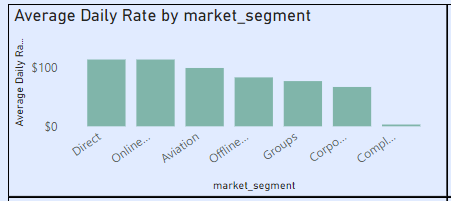 Average Daily Rate by market_segment
Average Daily Ra...
$100
$0
Direct
Online...
Aviation
Offline...
Groups
Corpo...
Compl...
market_segment